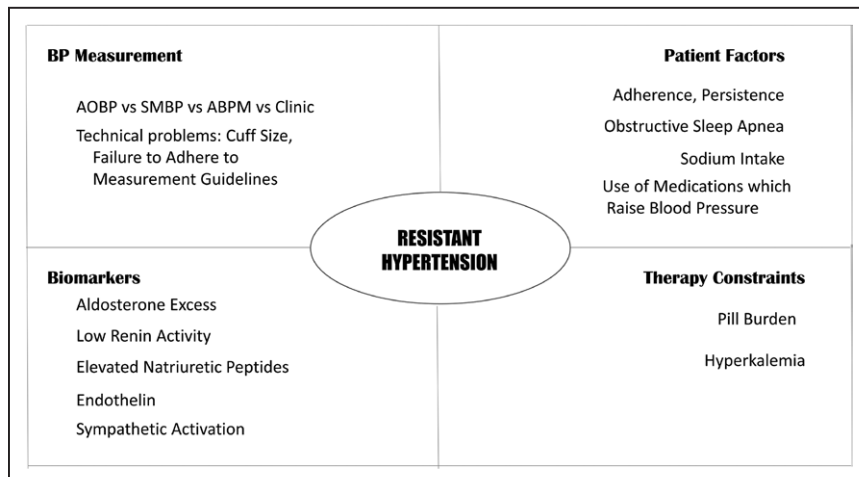 BP Measurement
AOBP vs SMBP vs ABPM vs Clinic
Technical problems: Cuff Size,
Failure to Adhere to
Measurement Guidelines
Patient Factors
Adherence, Persistence
Obstructive Sleep Apnea
Sodium Intake
Use of Medications which
Raise Blood Pressure
RESISTANT
HYPERTENSION
Biomarkers
Aldosterone Excess
Low Renin Activity
Elevated Natriuretic Peptides
Endothelin
Sympathetic Activation
Therapy Constraints
Pill Burden
Hyperkalemia